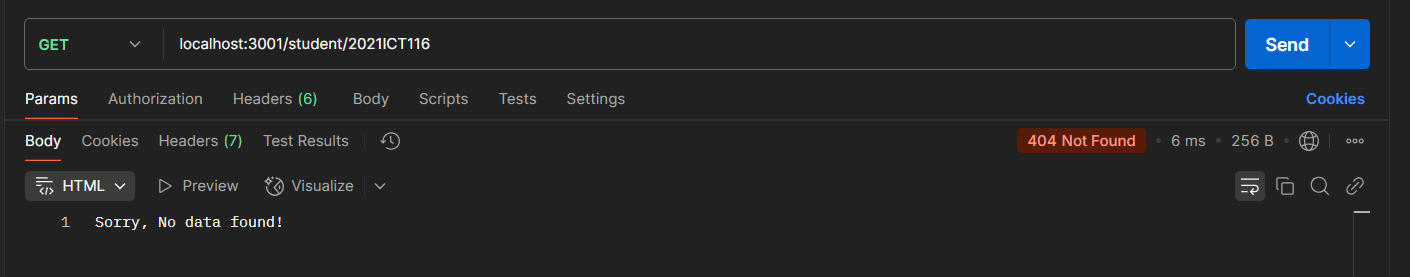 GET localhost:3001/student/2021ICT116 Send
Params Authorization Headers (6) Body Scripts Tests Settings Cookies
Body Cookies Headers (7) Test Results 404 Not Found • 6 ms • 256 B •
HTML Preview Visualize
1 Sorry, No data found!